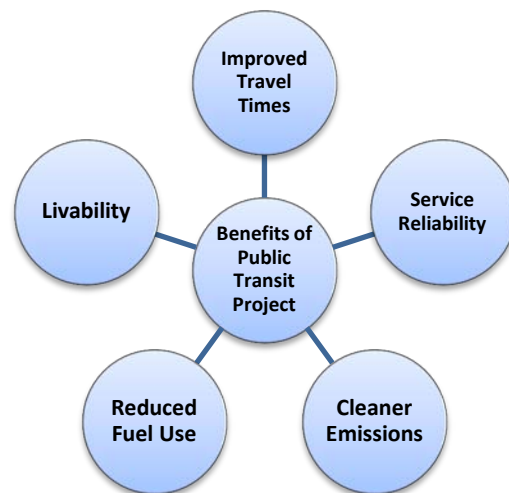 Improved
Travel
Times
Livability
Service
Reliability
Benefits of
Public
Transit
Project
Reduced
Fuel Use
Cleaner
Emissions